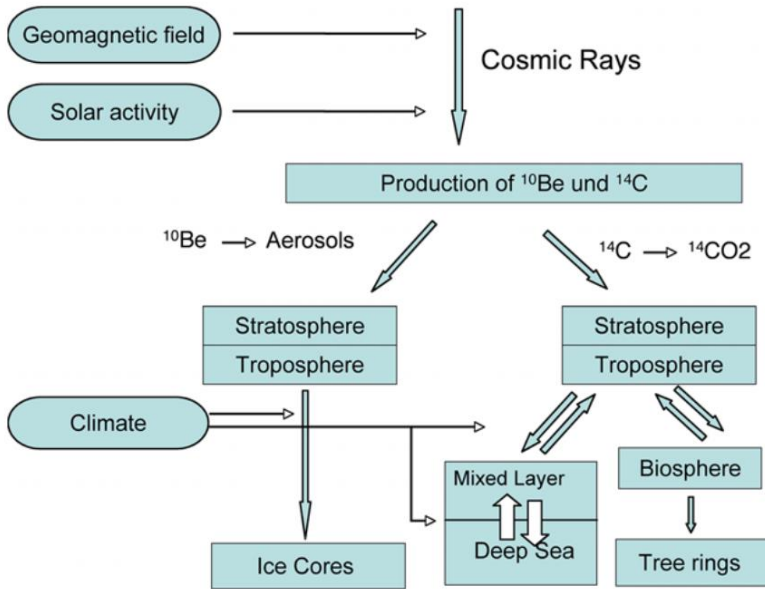 Geomagnetic field
Cosmic Rays
Solar activity
Production of ¹⁰Be und ¹⁴C
¹⁰Be → Aerosols
¹⁴C → ¹⁴CO2
Stratosphere
Troposphere
Stratosphere
Troposphere
Climate
Mixed Layer
Deep Sea
Biosphere
Ice Cores
Tree rings